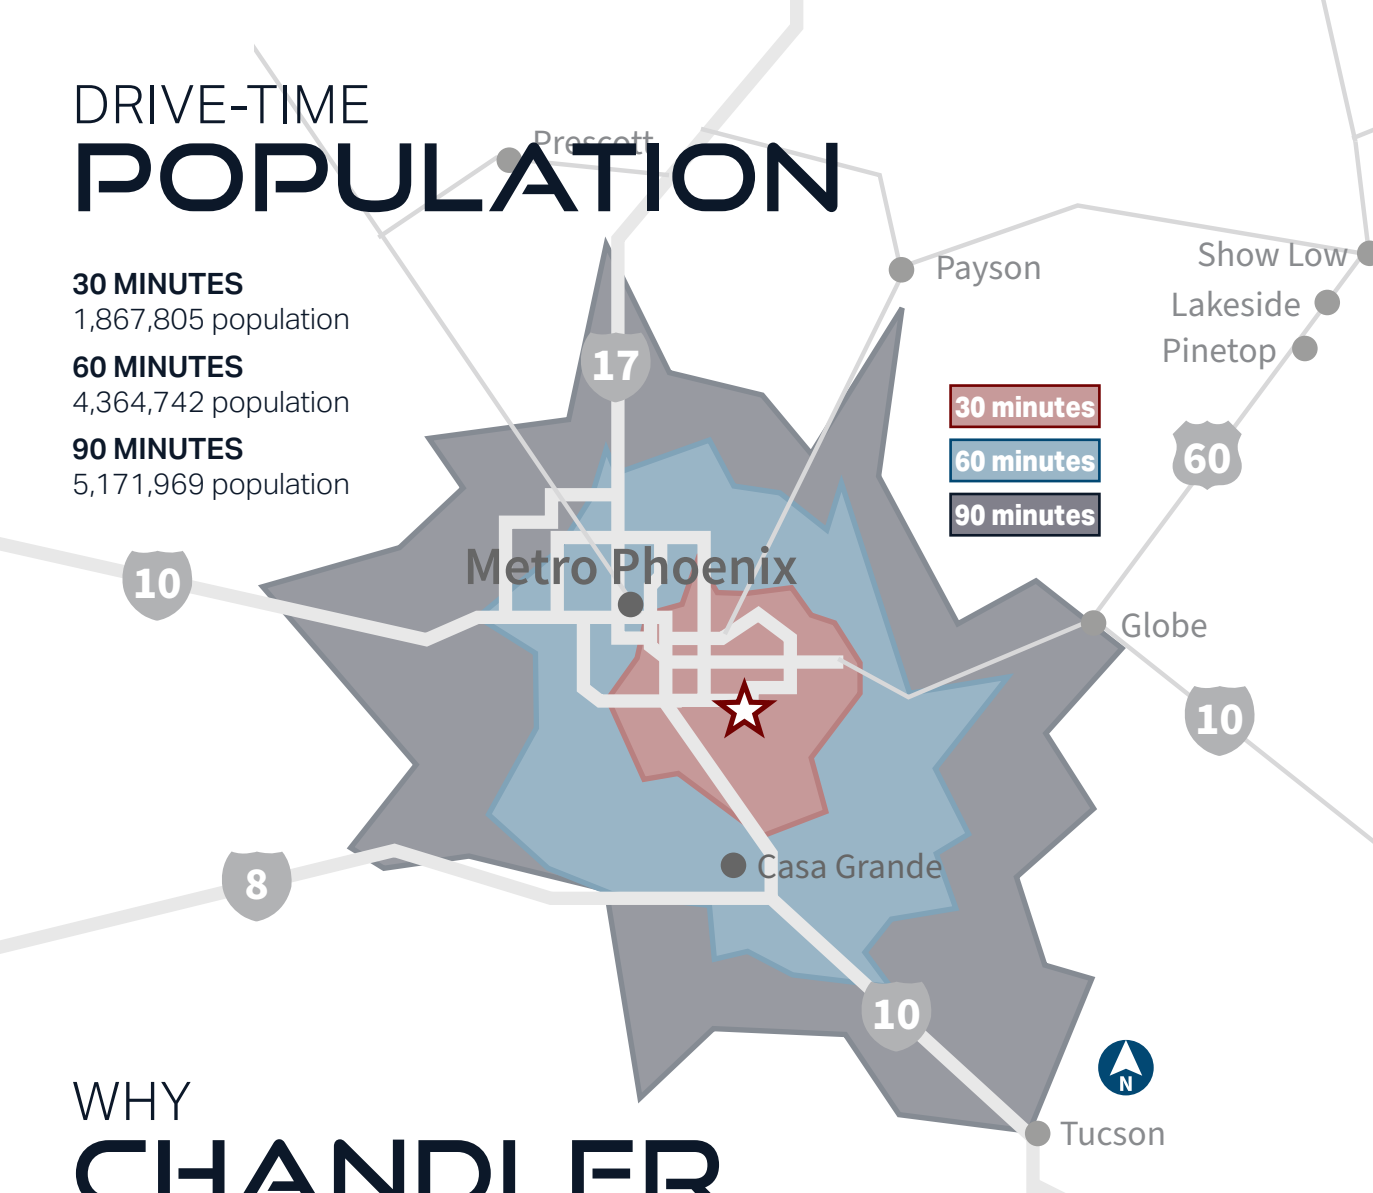 DRIVE-TIME
POPULATION
Prescott
30 MINUTES
1,867,805 population
60 MINUTES
4,364,742 population
90 MINUTES
5,171,969 population
Payson
Show Low
Lakeside
Pinetop
17
30 minutes
60 minutes
90 minutes
60
Metro Phoenix
10
Globe
10
8
Casa Grande
10
N
Tucson
WHY
CHANDLER